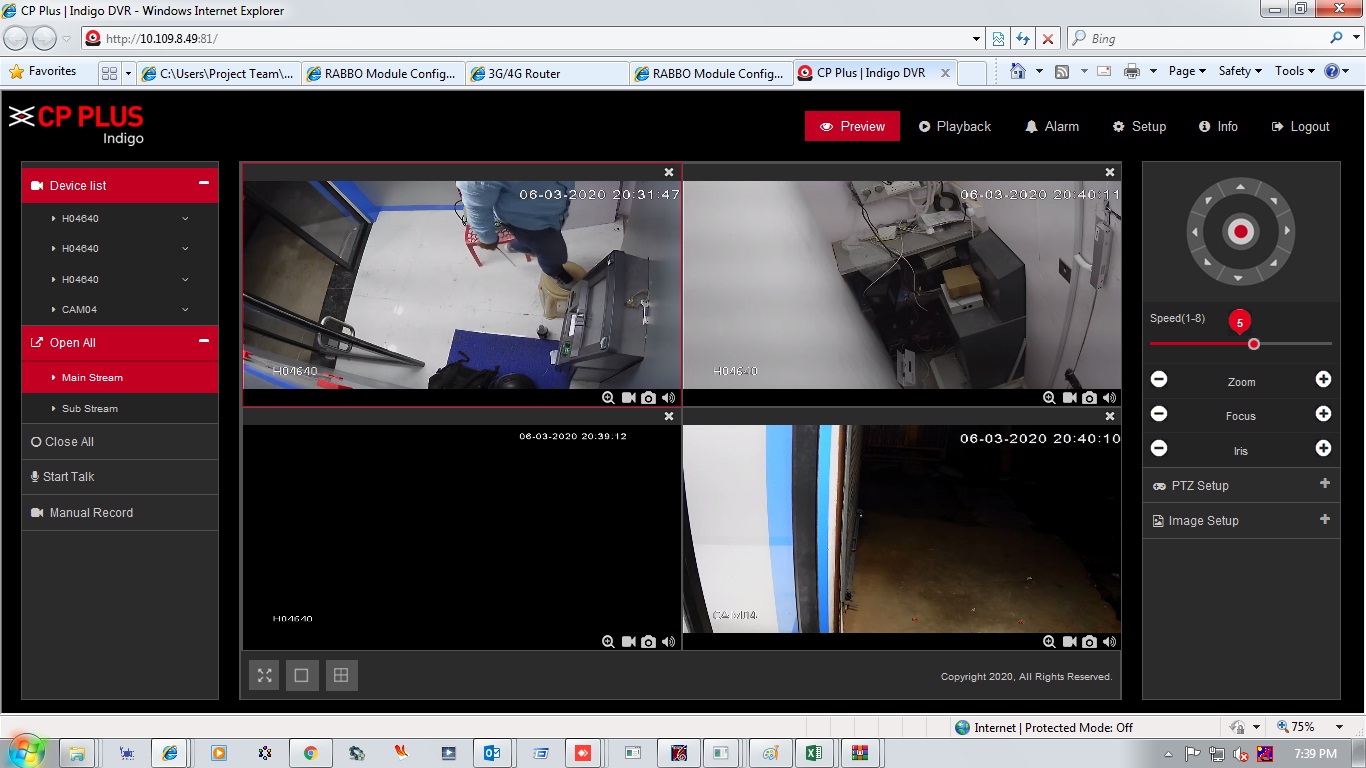 CP Plus | Indigo DVR - Windows Internet Explorer
http://10.109.8.49:81/
Bing
Favorites
C:\Users\Project Team\...
RABBO Module Config...
3G/4G Router
RABBO Module Config...
CP Plus | Indigo DVR
Page
Safety
Tools
CP PLUS
Indigo
Preview
Playback
Alarm
Setup
Info
Logout
Device list
H04640
H04640
H04640
CAM04
Open All
Main Stream
Sub Stream
Close All
Start Talk
Manual Record
06-03-2020 20:31:47
H04640
06-03-2020 20:40:11
H04640
06-03-2020 20:39:12
H04640
06-03-2020 20:40:10
CAM04
Speed(1-8)
5
Zoom
Focus
Iris
PTZ Setup
Image Setup
Copyright 2020, All Rights Reserved.
Internet | Protected Mode: Off
75%
7:39 PM